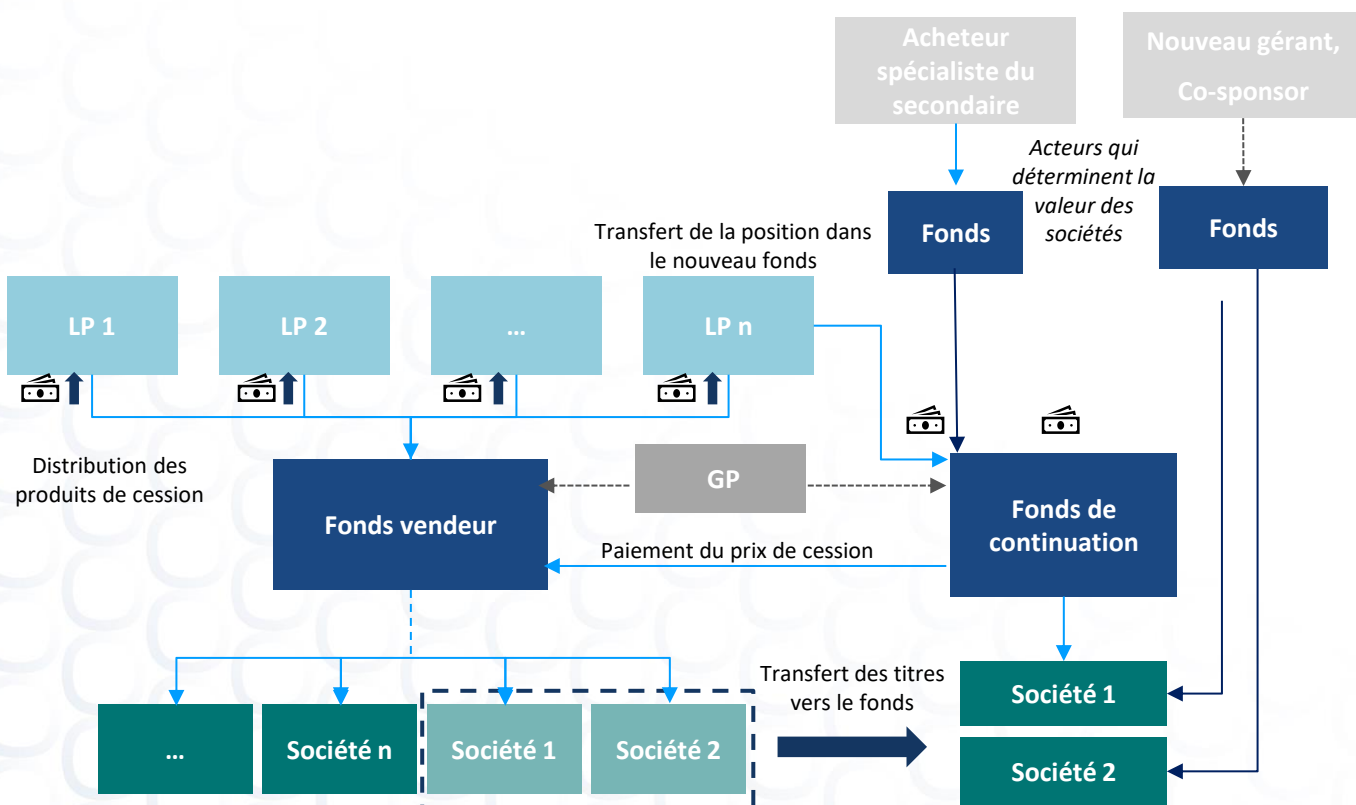 Acheteur
spécialiste du
secondaire
Nouveau gérant,
Co-sponsor
Acteurs qui
déterminent la
valeur des
sociétés
Fonds
Fonds
Transfert de la position dans
le nouveau fonds
LP 1
LP 2
...
LP n
Distribution des
produits de cession
GP
Fonds vendeur
Fonds de
continuation
Paiement du prix de cession
Transfert des titres
vers le fonds
...
Société n
Société 1
Société 2
Société 1
Société 2